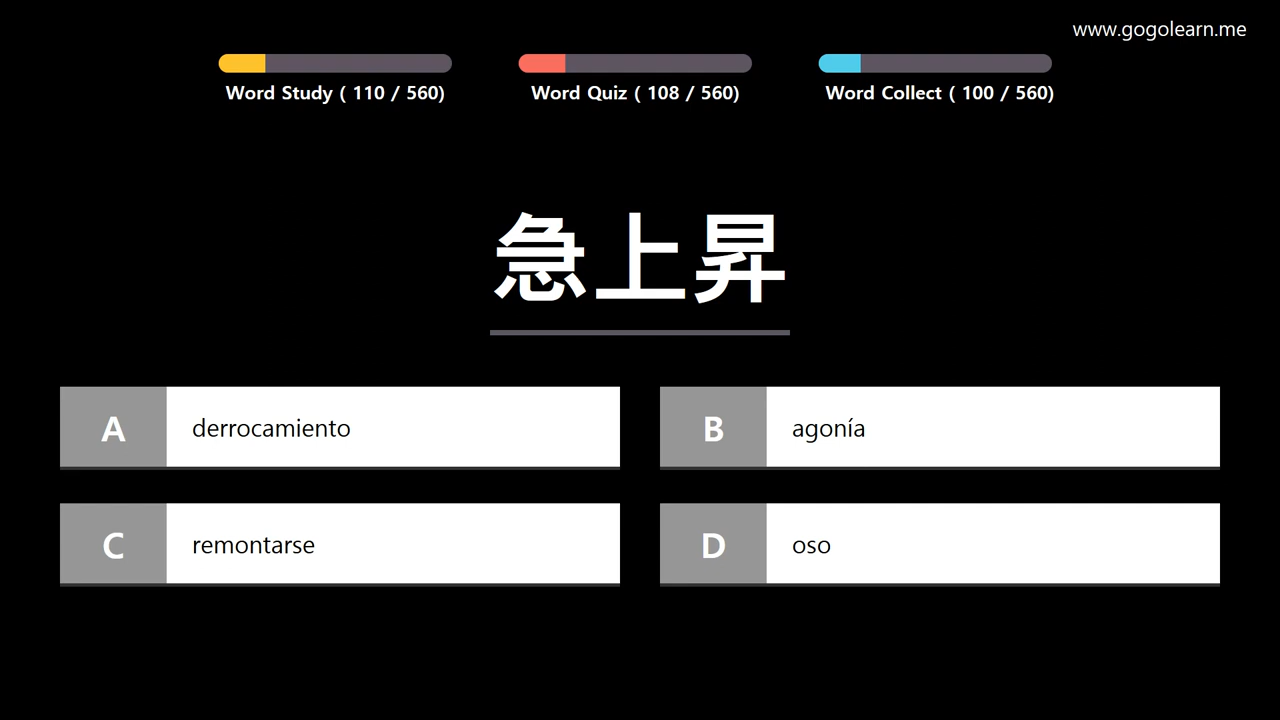 www.gogolearn.me
Word Study ( 110 / 560)
Word Quiz ( 108 / 560)
Word Collect ( 100 / 560)
急上昇
A derrocamiento
B agonía
C remontarse
D oso